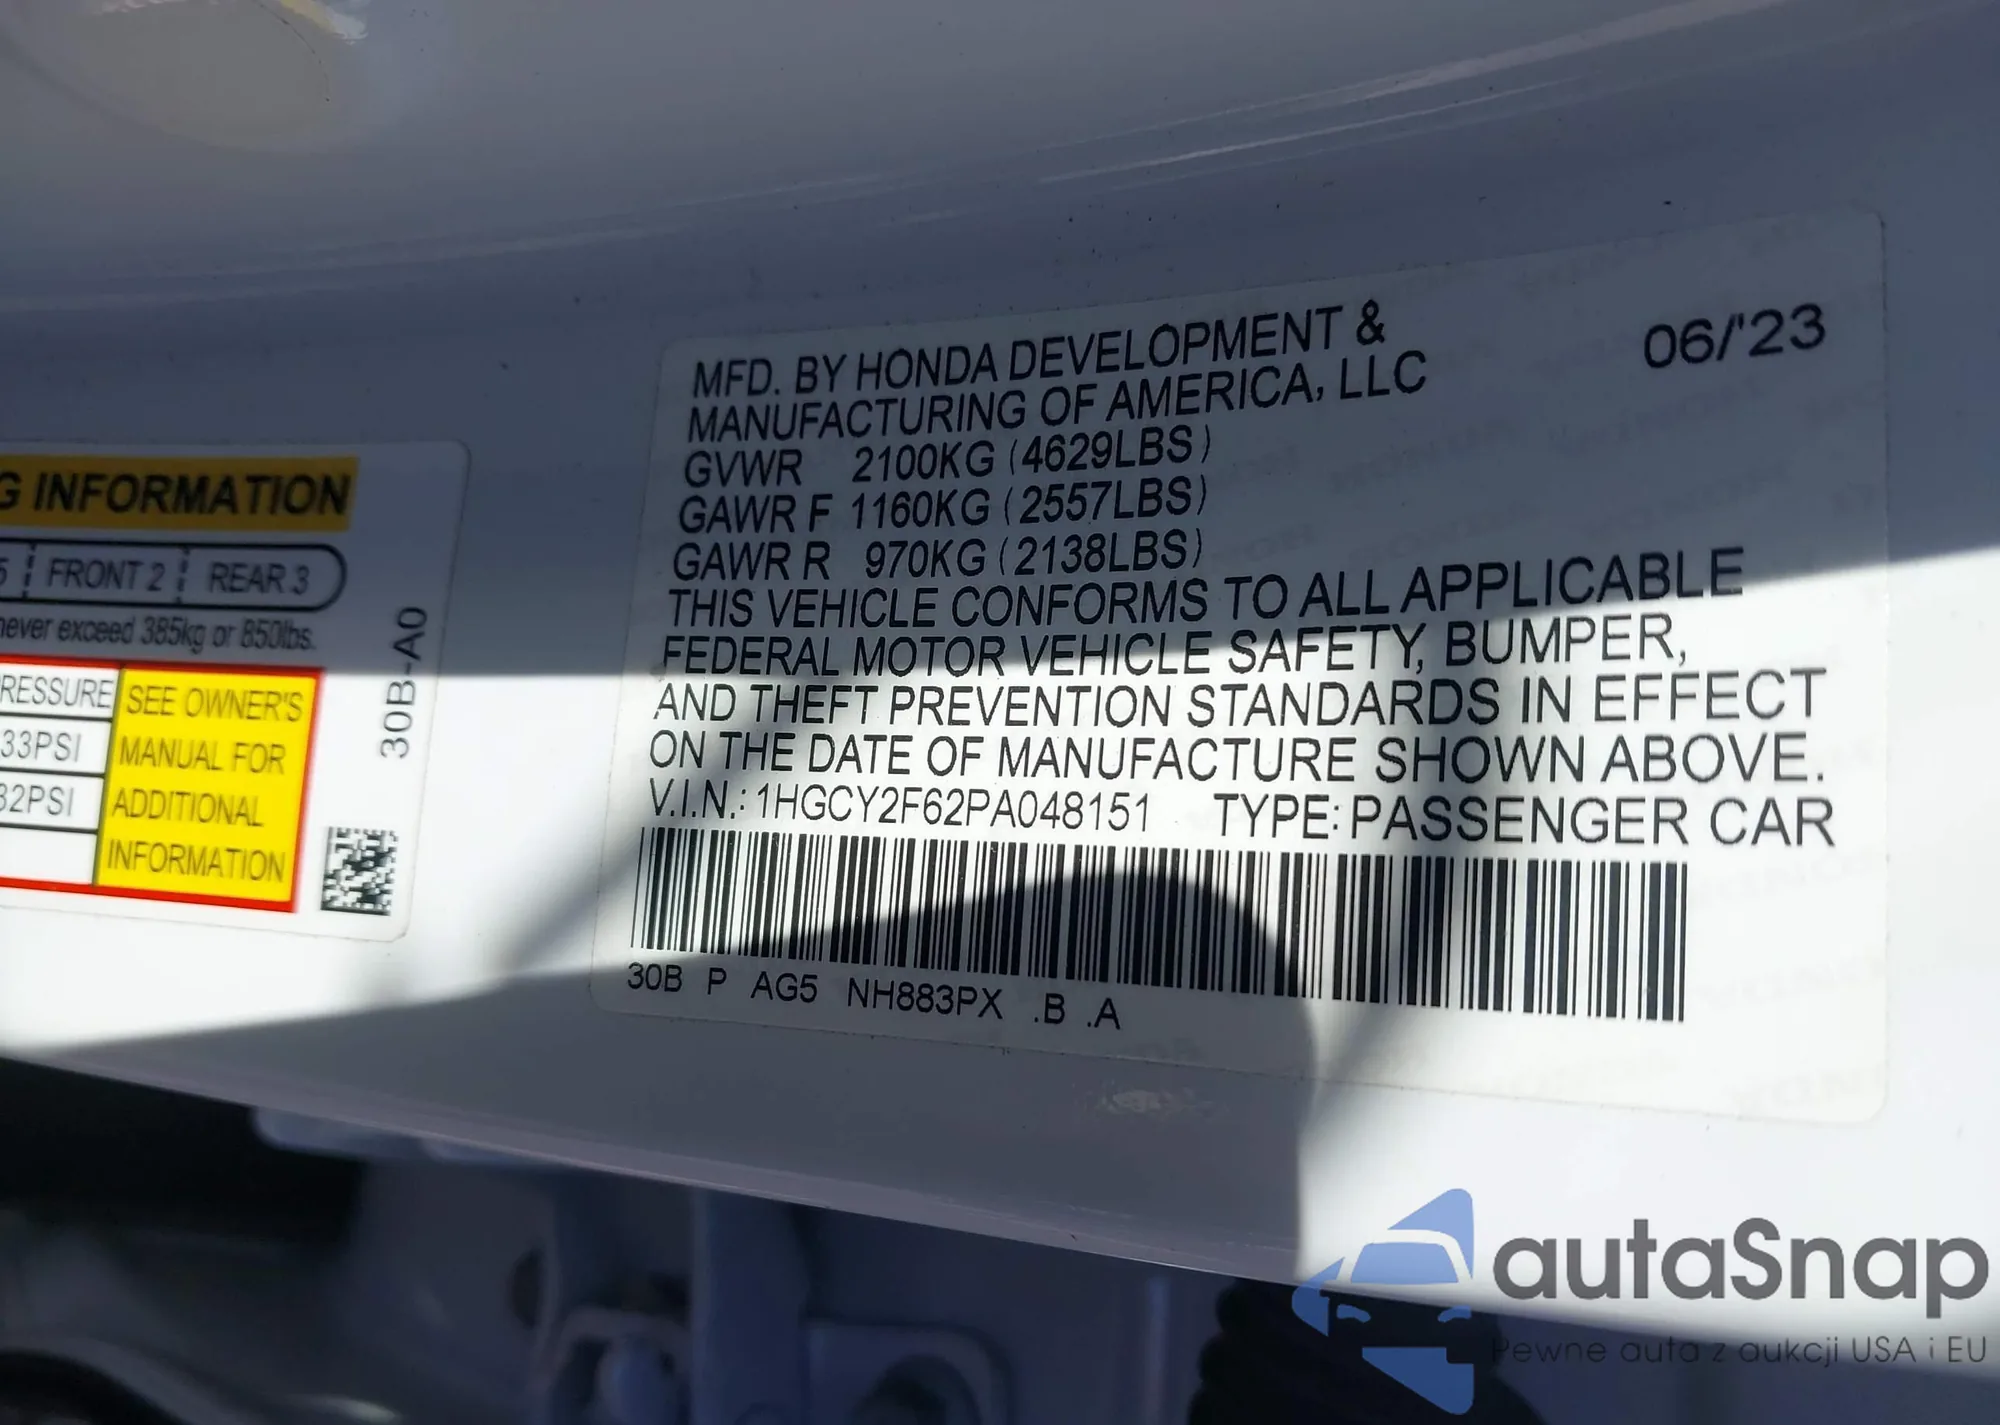 G INFORMATION
5 FRONT 2 REAR 3
never exceed 385kg or 850lbs.
RESSURE
33PSI
32PSI
SEE OWNER'S
MANUAL FOR
ADDITIONAL
INFORMATION
30B-A0
MFD. BY HONDA DEVELOPMENT &
MANUFACTURING OF AMERICA, LLC
06/'23
GVWR 2100KG (4629LBS)
GAWR F 1160KG (2557LBS)
GAWR R 970KG (2138LBS)
THIS VEHICLE CONFORMS TO ALL APPLICABLE
FEDERAL MOTOR VEHICLE SAFETY, BUMPER,
AND THEFT PREVENTION STANDARDS IN EFFECT
ON THE DATE OF MANUFACTURE SHOWN ABOVE.
V.I.N.: 1HGCY2F62PA048151 TYPE: PASSENGER CAR
30B P AG5 NH883PX .B .A
autaSnap
Pewne auta z aukcji USA i EU